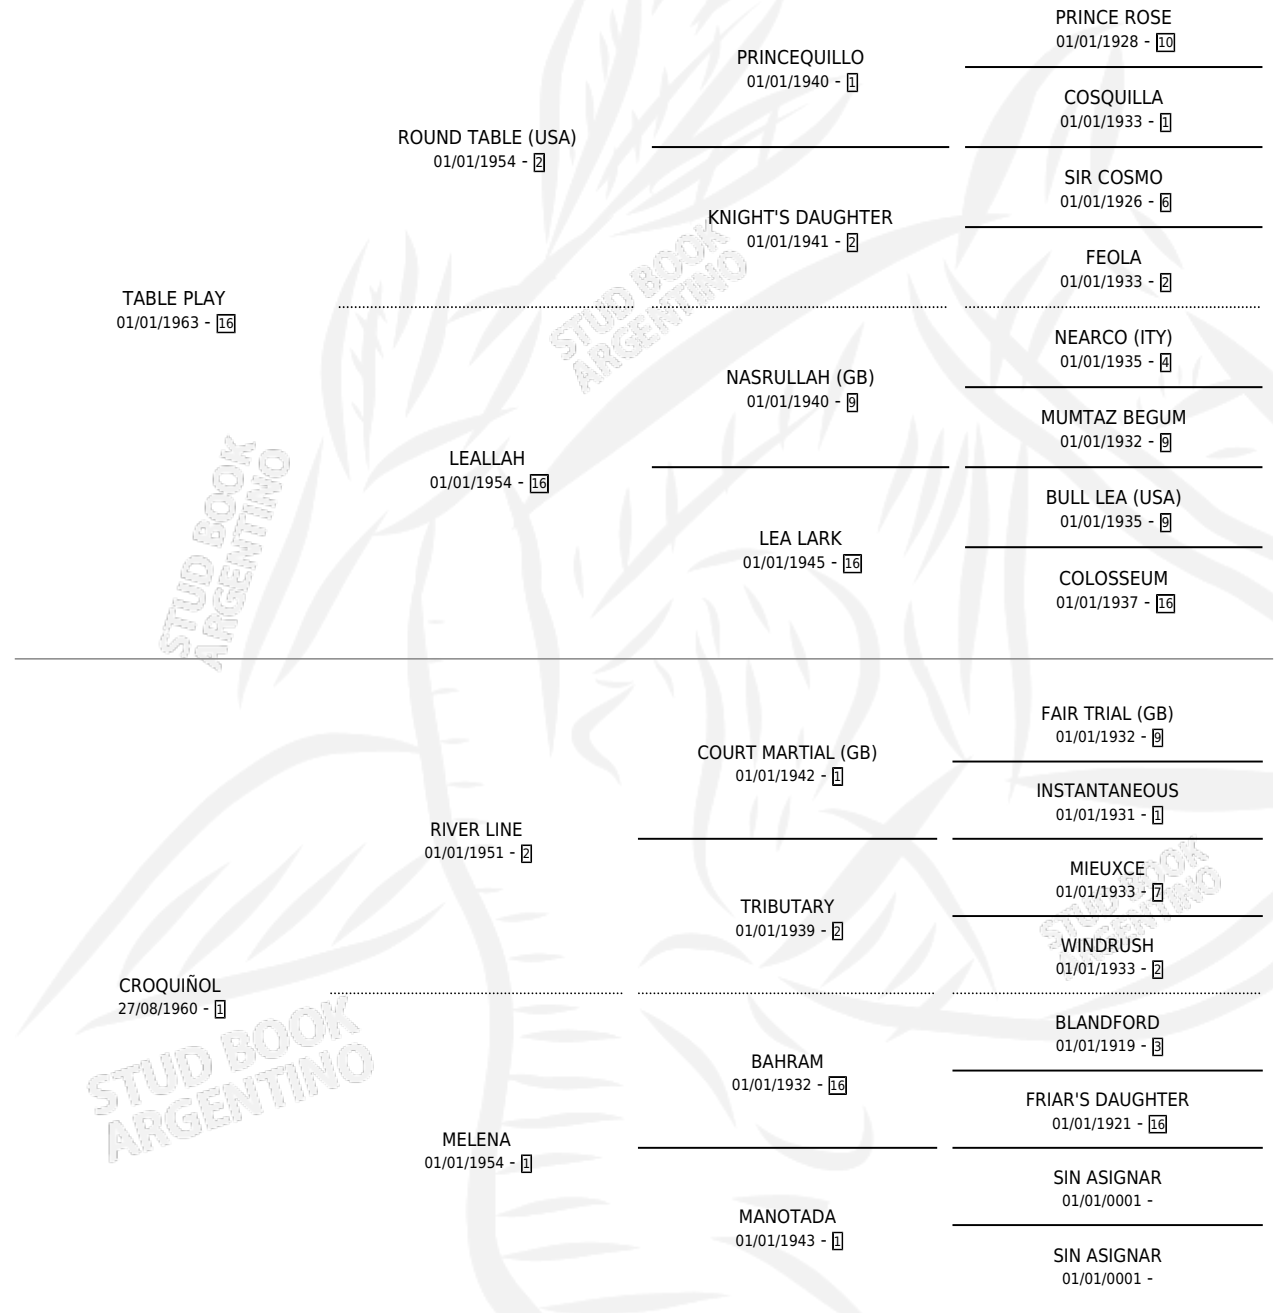 TABLE PLAY
01/01/1963 - 16
ROUND TABLE (USA)
01/01/1954 - 2
LEALLAH
01/01/1954 - 16
PRINCEQUILLO
01/01/1940 - 1
KNIGHT'S DAUGHTER
01/01/1941 - 2
NASRULLAH (GB)
01/01/1940 - 9
LEA LARK
01/01/1945 - 16
PRINCE ROSE
01/01/1928 - 10
COSQUILLA
01/01/1933 - 1
SIR COSMO
01/01/1926 - 6
FEOLA
01/01/1933 - 2
NEARCO (ITY)
01/01/1935 - 4
MUMTAZ BEGUM
01/01/1932 - 9
BULL LEA (USA)
01/01/1935 - 9
COLOSSEUM
01/01/1937 - 16
CROQUIÑOL
27/08/1960 - 1
RIVER LINE
01/01/1951 - 2
MELENA
01/01/1954 - 1
COURT MARTIAL (GB)
01/01/1942 - 1
TRIBUTARY
01/01/1939 - 2
BAHRAM
01/01/1932 - 16
MANOTADA
01/01/1943 - 1
FAIR TRIAL (GB)
01/01/1932 - 9
INSTANTANEOUS
01/01/1931 - 1
MIEUXCE
01/01/1933 - 7
WINDRUSH
01/01/1933 - 2
BLANDFORD
01/01/1919 - 3
FRIAR'S DAUGHTER
01/01/1921 - 16
SIN ASIGNAR
01/01/0001 -
SIN ASIGNAR
01/01/0001 -
STUD BOOK
ARGENTINO
STUD BOOK
ARGENTINO
STUD BOOK
ARGENTINO
STUD BOOK
ARGENTINO